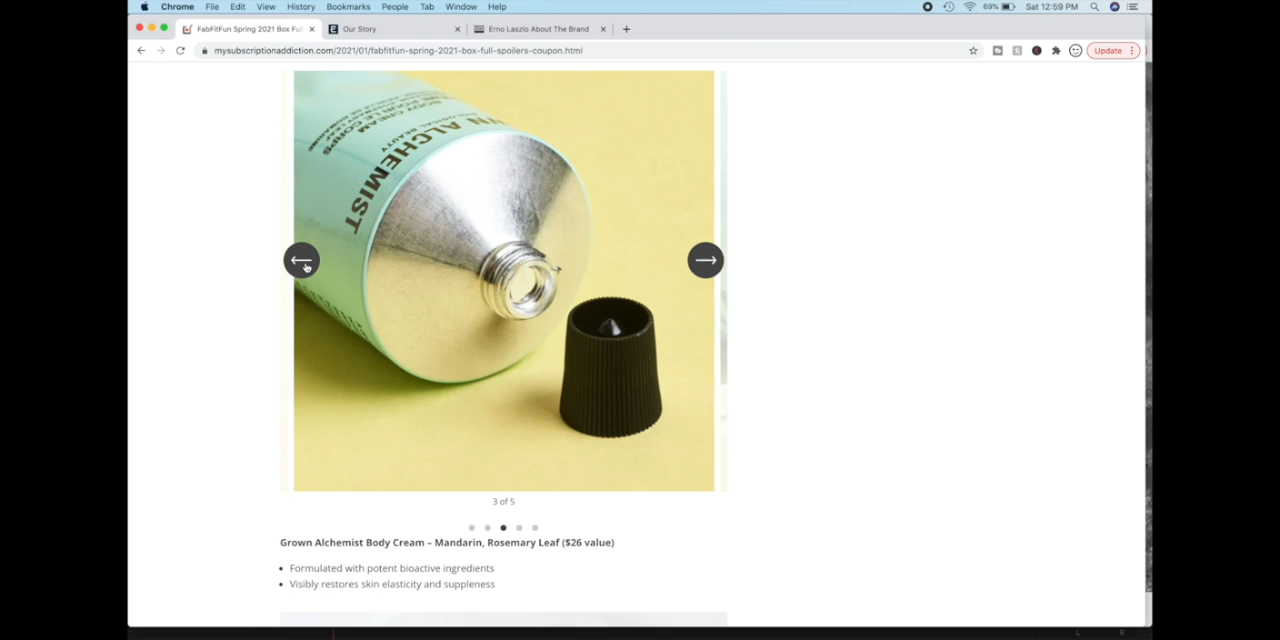 Chrome File Edit View History Bookmarks People Tab Window Help 69% Sat 12:59 PM
FabFitFun Spring 2021 Box Ful Our Story Erno Laszlo About The Brand
mysubscriptionaddiction.com/2021/01/fabfitfun-spring-2021-box-full-spoilers-coupon.html Update
BODY CREAM
WN ALCHEMIST
3 of 5
Grown Alchemist Body Cream – Mandarin, Rosemary Leaf ($26 value)
Formulated with potent bioactive ingredients
Visibly restores skin elasticity and suppleness